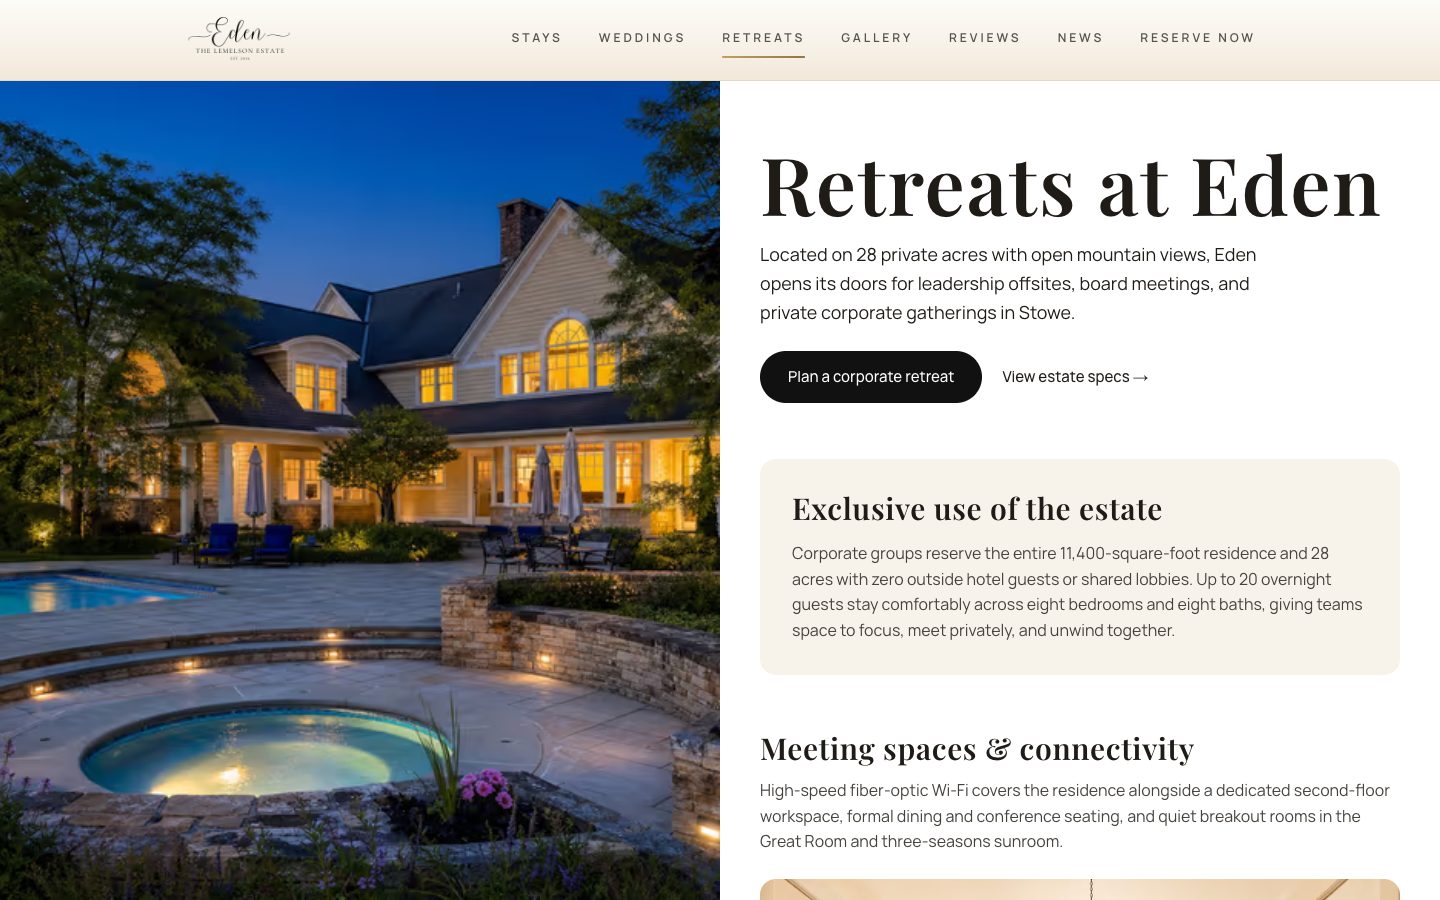 Eden
THE LEMELSON ESTATE
EST. 2016
STAYS
WEDDINGS
RETREATS
GALLERY
REVIEWS
NEWS
RESERVE NOW
Retreats at Eden
Located on 28 private acres with open mountain views, Eden
opens its doors for leadership offsites, board meetings, and
private corporate gatherings in Stowe.
Plan a corporate retreat
View estate specs →
Exclusive use of the estate
Corporate groups reserve the entire 11,400-square-foot residence and 28
acres with zero outside hotel guests or shared lobbies. Up to 20 overnight
guests stay comfortably across eight bedrooms and eight baths, giving teams
space to focus, meet privately, and unwind together.
Meeting spaces & connectivity
High-speed fiber-optic Wi-Fi covers the residence alongside a dedicated second-floor
workspace, formal dining and conference seating, and quiet breakout rooms in the
Great Room and three-seasons sunroom.